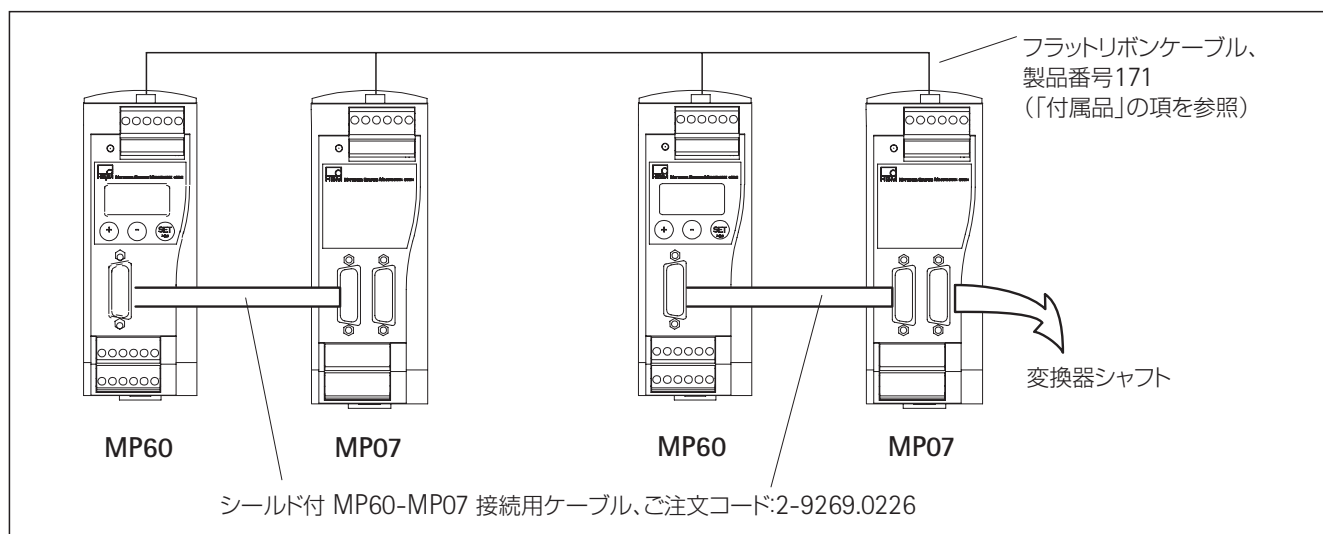 フラットリボンケーブル、
製品番号171
(「付属品」の項を参照)
+
-
SET
+
-
SET
変換器シャフト
MP60
MP07
MP60
MP07
シールド付 MP60-MP07 接続用ケーブル、ご注文コード:2-9269.0226